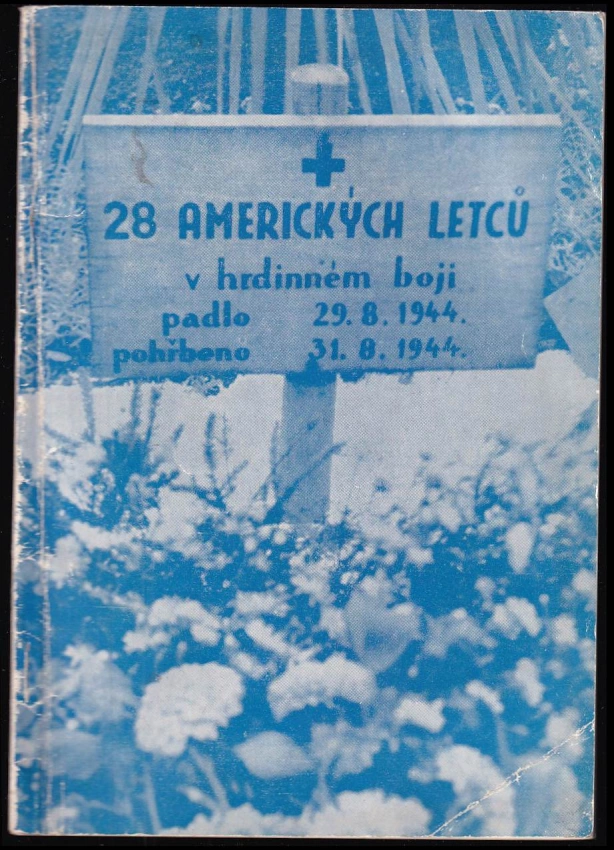 28 AMERICKÝCH LETCŮ
v hrdinném boji
padlo 29. 8. 1944.
pohřbeno 31. 8. 1944.